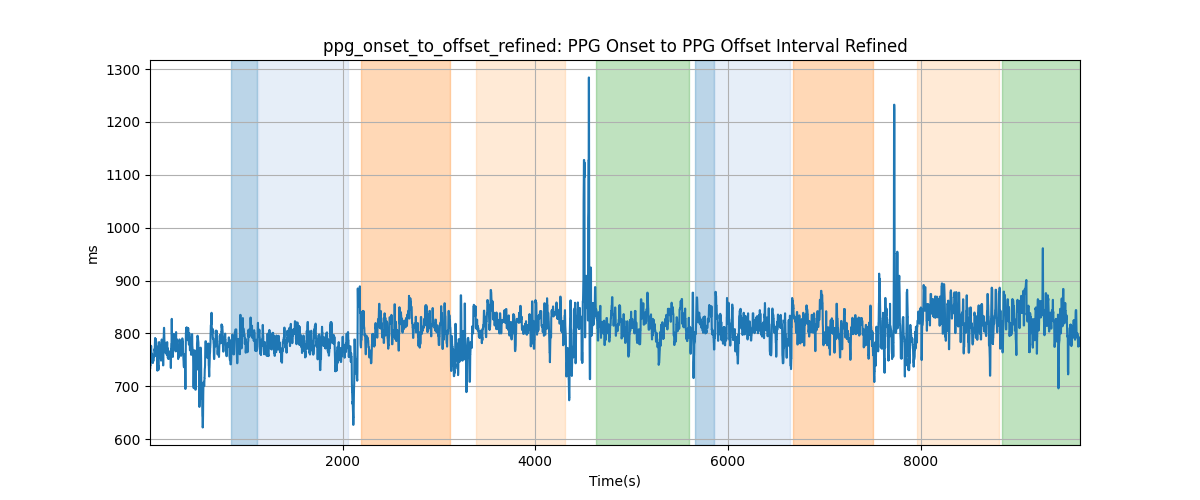 ppg_onset_to_offset_refined: PPG Onset to PPG Offset Interval Refined
1300
1200
1100
1000
900
800
700
600
ms
2000 4000 6000 8000
Time(s)